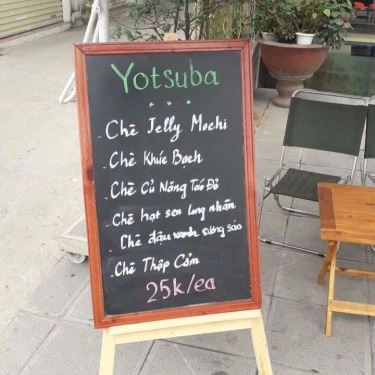 Yotsuba
- Chè Jelly Mochi
- Chè Khúc Bạch
- Chè Củ Năng Táo Đỏ
- Chè hạt sen long nhãn
- Chè đậu xanh sương sáo
- Chè Thập Cẩm
25k/ea